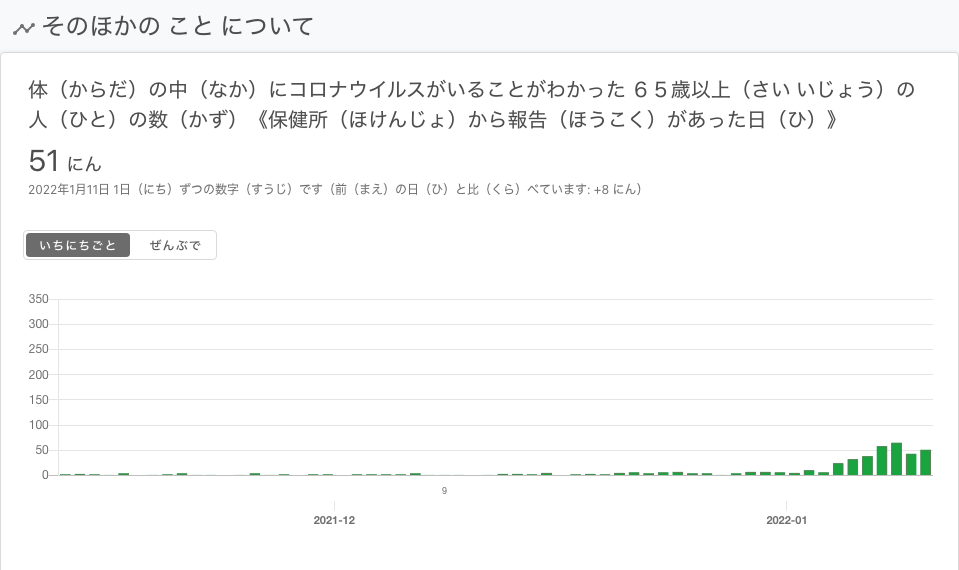 そのほかの こと について
体（からだ）の中（なか）にコロナウイルスがいることがわかった ６５歳以上（さい いじょう）の
人（ひと）の数（かず）《保健所（ほけんじょ）から報告（ほうこく）があった日（ひ）》
51 にん
2022年1月11日 1日（にち）ずつの数字（すうじ）です（前（まえ）の日（ひ）と比（くら）べています: +8 にん）
いちにちごと ぜんぶで
350
300
250
200
150
100
50
0
9
2021-12 2022-01